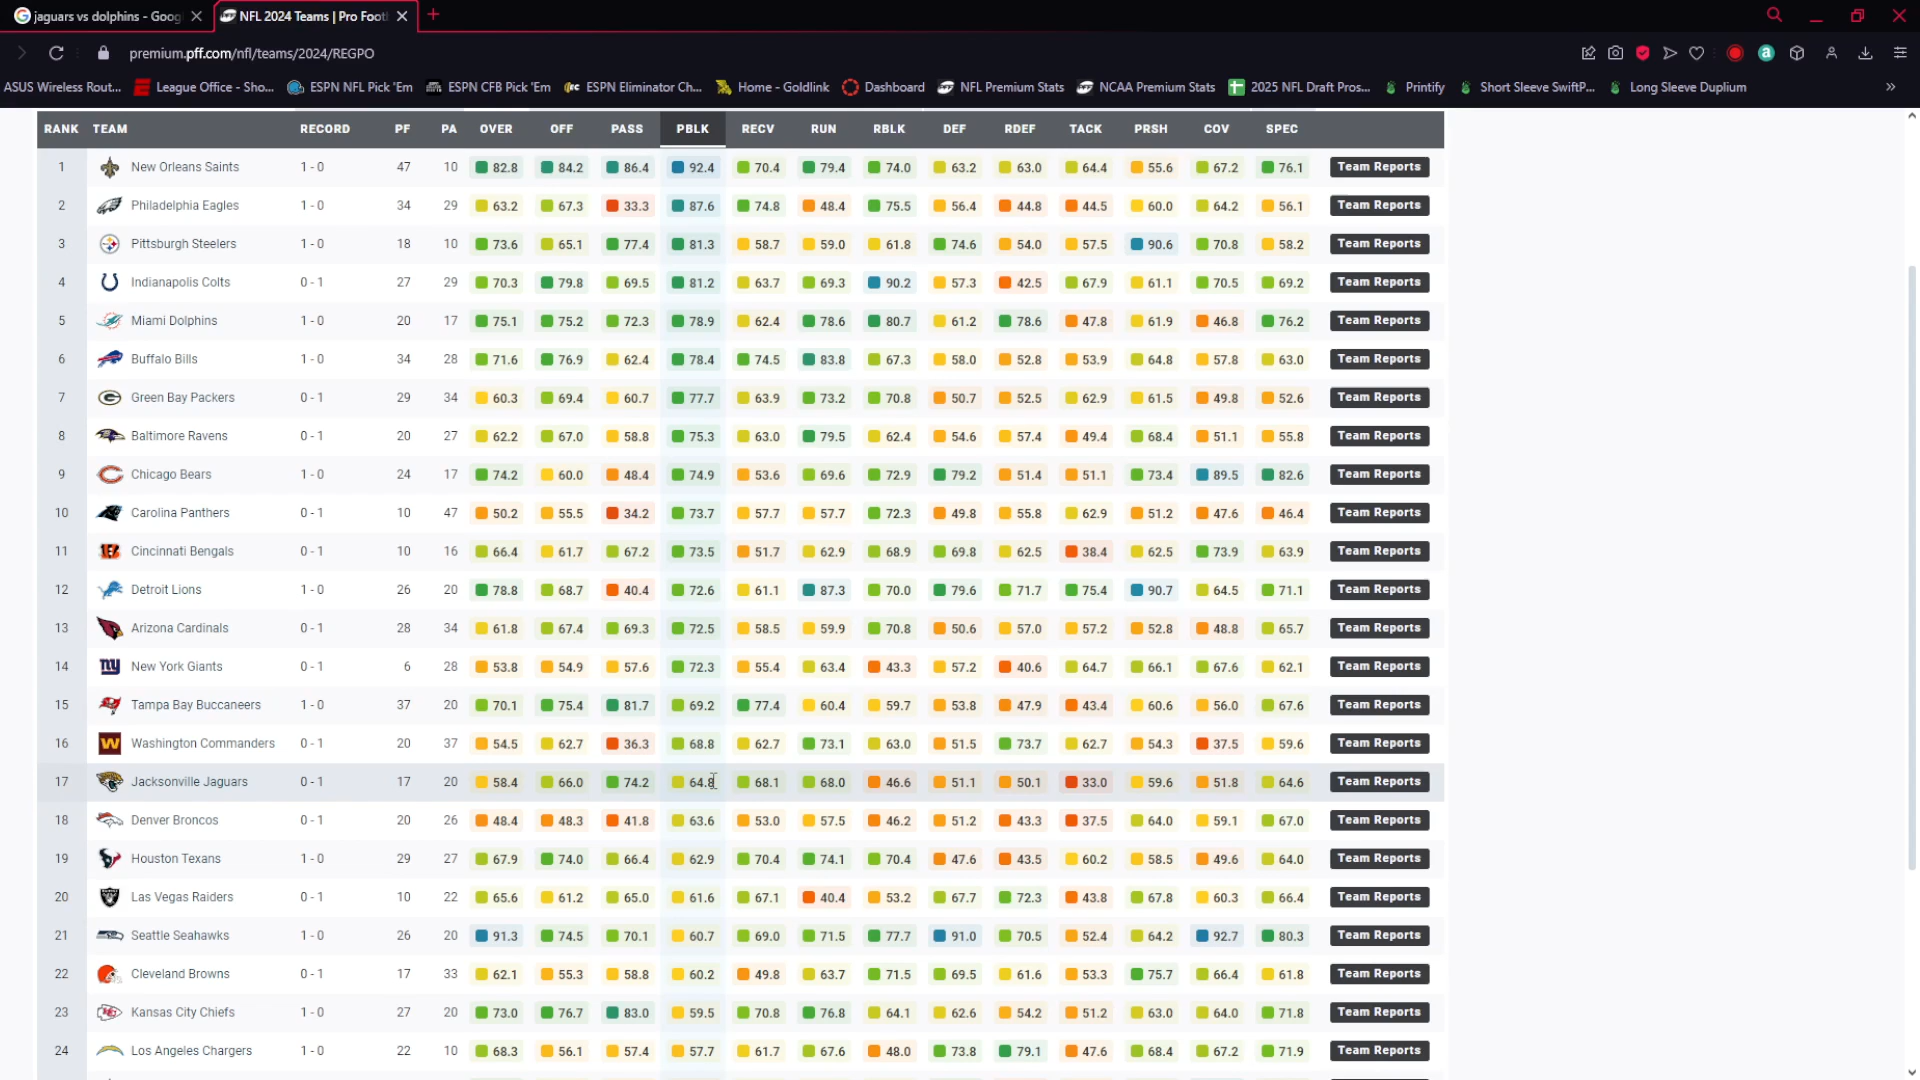 jaguars vs dolphins - Goog
NFL 2024 Teams | Pro Foot
premium.pff.com/nfl/teams/2024/REGPO
ASUS Wireless Rout... League Office - Sho... ESPN NFL Pick 'Em ESPN CFB Pick 'Em ESPN Eliminator Ch... Home - Goldlink Dashboard NFL Premium Stats NCAA Premium Stats 2025 NFL Draft Pros... Printify Short Sleeve SwiftP... Long Sleeve Duplium
RANK TEAM RECORD PF PA OVER OFF PASS PBLK RECV RUN RBLK DEF RDEF TACK PRSH COV SPEC
1 New Orleans Saints 1 - 0 47 10 82.8 84.2 86.4 92.4 70.4 79.4 74.0 63.2 63.0 64.4 55.6 67.2 76.1 Team Reports
2 Philadelphia Eagles 1 - 0 34 29 63.2 67.3 33.3 87.6 74.8 48.4 75.5 56.4 44.8 44.5 60.0 64.2 56.1 Team Reports
3 Pittsburgh Steelers 1 - 0 18 10 73.6 65.1 77.4 81.3 58.7 59.0 61.8 74.6 54.0 57.5 90.6 70.8 58.2 Team Reports
4 Indianapolis Colts 0 - 1 27 29 70.3 79.8 69.5 81.2 63.7 69.3 90.2 57.3 42.5 67.9 61.1 70.5 69.2 Team Reports
5 Miami Dolphins 1 - 0 20 17 75.1 75.2 72.3 78.9 62.4 78.6 80.7 61.2 78.6 47.8 61.9 46.8 76.2 Team Reports
6 Buffalo Bills 1 - 0 34 28 71.6 76.9 62.4 78.4 74.5 83.8 67.3 58.0 52.8 53.9 64.8 57.8 63.0 Team Reports
7 Green Bay Packers 0 - 1 29 34 60.3 69.4 60.7 77.7 63.9 73.2 70.8 50.7 52.5 62.9 61.5 49.8 52.6 Team Reports
8 Baltimore Ravens 0 - 1 20 27 62.2 67.0 58.8 75.3 63.0 79.5 62.4 54.6 57.4 49.4 68.4 51.1 55.8 Team Reports
9 Chicago Bears 1 - 0 24 17 74.2 60.0 48.4 74.9 53.6 69.6 72.9 79.2 51.4 51.1 73.4 89.5 82.6 Team Reports
10 Carolina Panthers 0 - 1 10 47 50.2 55.5 34.2 73.7 57.7 57.7 72.3 49.8 55.8 62.9 51.2 47.6 46.4 Team Reports
11 Cincinnati Bengals 0 - 1 10 16 66.4 61.7 67.2 73.5 51.7 62.9 68.9 69.8 62.5 38.4 62.5 73.9 63.9 Team Reports
12 Detroit Lions 1 - 0 26 20 78.8 68.7 40.4 72.6 61.1 87.3 70.0 79.6 71.7 75.4 90.7 64.5 71.1 Team Reports
13 Arizona Cardinals 0 - 1 28 34 61.8 67.4 69.3 72.5 58.5 59.9 70.8 50.6 57.0 57.2 52.8 48.8 65.7 Team Reports
14 New York Giants 0 - 1 6 28 53.8 54.9 57.6 72.3 55.4 63.4 43.3 57.2 40.6 64.7 66.1 67.6 62.1 Team Reports
15 Tampa Bay Buccaneers 1 - 0 37 20 70.1 75.4 81.7 69.2 77.4 60.4 59.7 53.8 47.9 43.4 60.6 56.0 67.6 Team Reports
16 Washington Commanders 0 - 1 20 37 54.5 62.7 36.3 68.8 62.7 73.1 63.0 51.5 73.7 62.7 54.3 37.5 59.6 Team Reports
17 Jacksonville Jaguars 0 - 1 17 20 58.4 66.0 74.2 64.8 68.1 68.0 46.6 51.1 50.1 33.0 59.6 51.8 64.6 Team Reports
18 Denver Broncos 0 - 1 20 26 48.4 48.3 41.8 63.6 53.0 57.5 46.2 51.2 43.3 37.5 64.0 59.1 67.0 Team Reports
19 Houston Texans 1 - 0 29 27 67.9 74.0 66.4 62.9 70.4 74.1 70.4 47.6 43.5 60.2 58.5 49.6 64.0 Team Reports
20 Las Vegas Raiders 0 - 1 10 22 65.6 61.2 65.0 61.6 67.1 40.4 53.2 67.7 72.3 43.8 67.8 60.3 66.4 Team Reports
21 Seattle Seahawks 1 - 0 26 20 91.3 74.5 70.1 60.7 69.0 71.5 77.7 91.0 70.5 52.4 64.2 92.7 80.3 Team Reports
22 Cleveland Browns 0 - 1 17 33 62.1 55.3 58.8 60.2 49.8 63.7 71.5 69.5 61.6 53.3 75.7 66.4 61.8 Team Reports
23 Kansas City Chiefs 1 - 0 27 20 73.0 76.7 83.0 59.5 70.8 76.8 64.1 62.6 54.2 51.2 63.0 64.0 71.8 Team Reports
24 Los Angeles Chargers 1 - 0 22 10 68.3 56.1 57.4 57.7 61.7 67.6 48.0 73.8 79.1 47.6 68.4 67.2 71.9 Team Reports